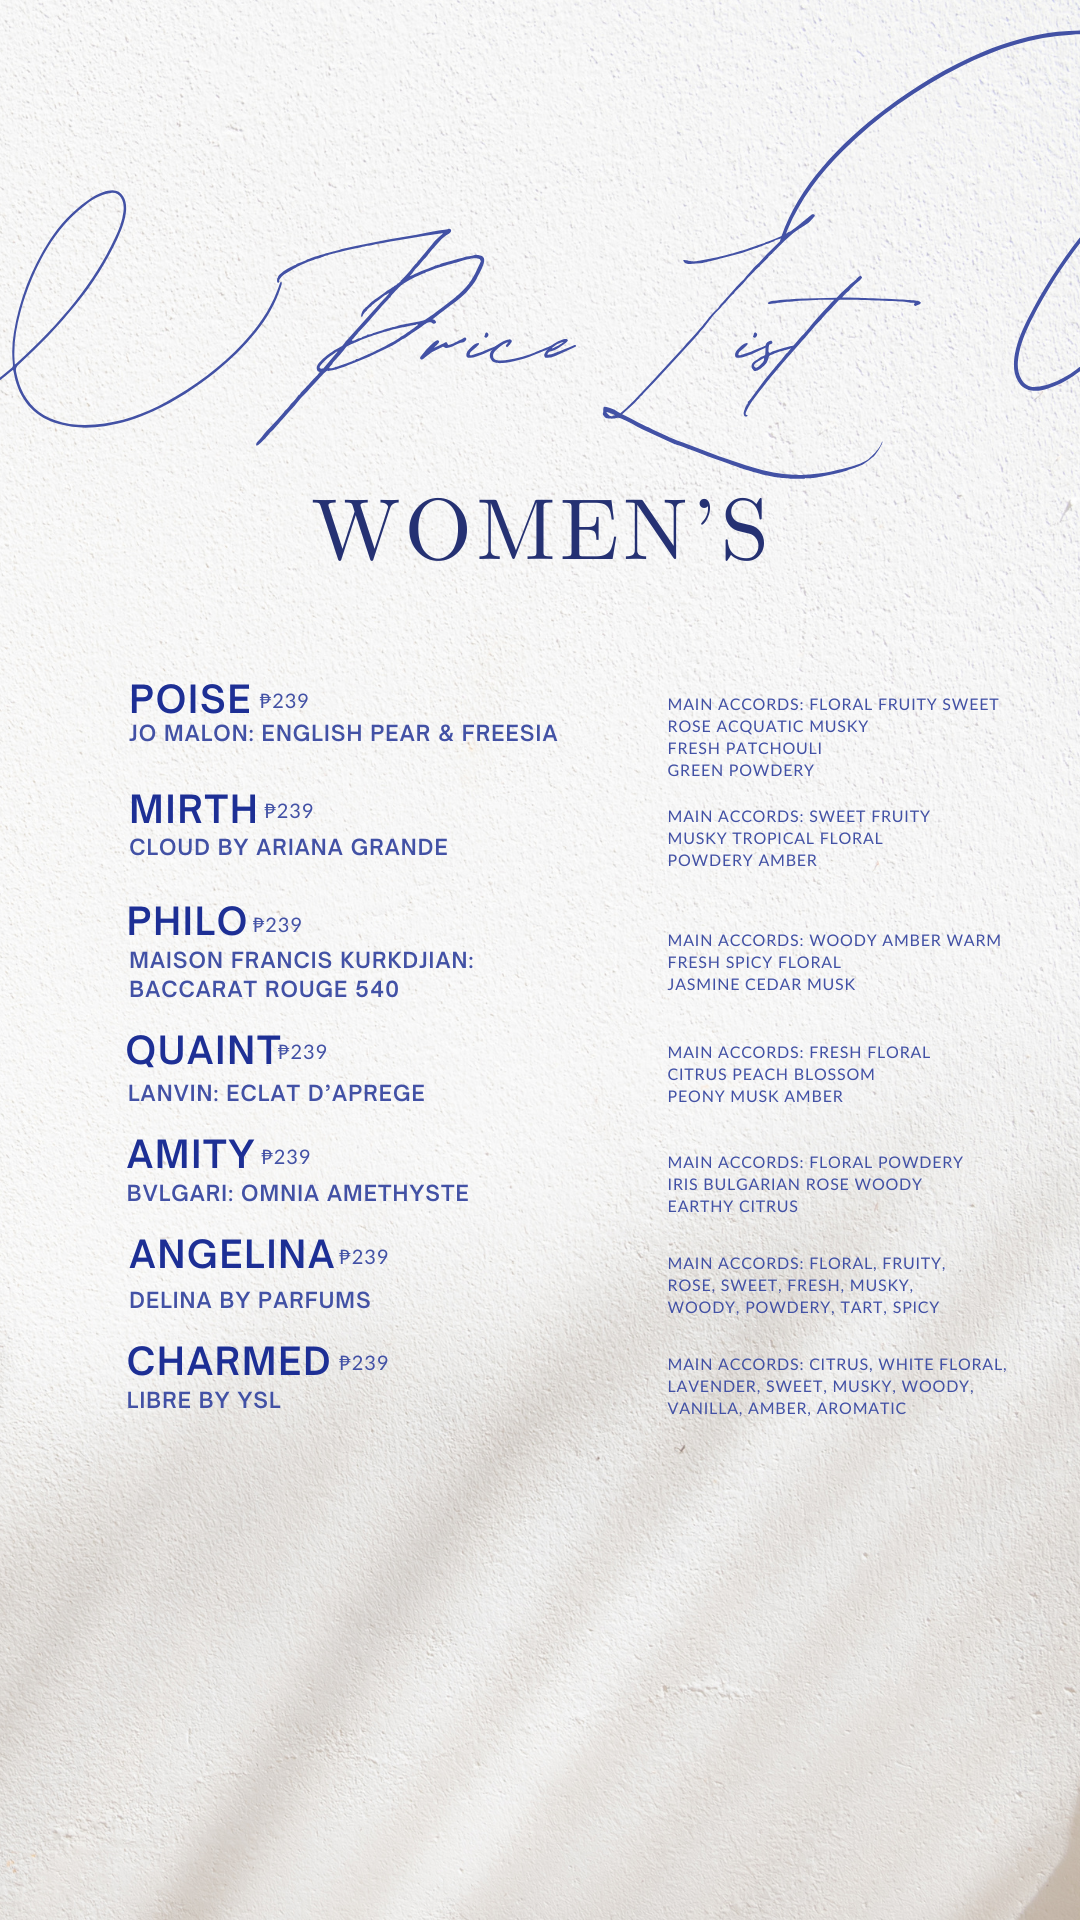 Price List
WOMEN’S
POISE ₱239
JO MALON: ENGLISH PEAR & FREESIA
MAIN ACCORDS: FLORAL FRUITY SWEET
ROSE ACQUATIC MUSKY
FRESH PATCHOULI
GREEN POWDERY
MIRTH ₱239
CLOUD BY ARIANA GRANDE
MAIN ACCORDS: SWEET FRUITY
MUSKY TROPICAL FLORAL
POWDERY AMBER
PHILO ₱239
MAISON FRANCIS KURKDJIAN:
BACCARAT ROUGE 540
MAIN ACCORDS: WOODY AMBER WARM
FRESH SPICY FLORAL
JASMINE CEDAR MUSK
QUAINT ₱239
LANVIN: ECLAT D’APREGE
MAIN ACCORDS: FRESH FLORAL
CITRUS PEACH BLOSSOM
PEONY MUSK AMBER
AMITY ₱239
BVLGARI: OMNIA AMETHYSTE
MAIN ACCORDS: FLORAL POWDERY
IRIS BULGARIAN ROSE WOODY
EARTHY CITRUS
ANGELINA ₱239
DELINA BY PARFUMS
MAIN ACCORDS: FLORAL, FRUITY,
ROSE, SWEET, FRESH, MUSKY,
WOODY, POWDERY, TART, SPICY
CHARMED ₱239
LIBRE BY YSL
MAIN ACCORDS: CITRUS, WHITE FLORAL,
LAVENDER, SWEET, MUSKY, WOODY,
VANILLA, AMBER, AROMATIC